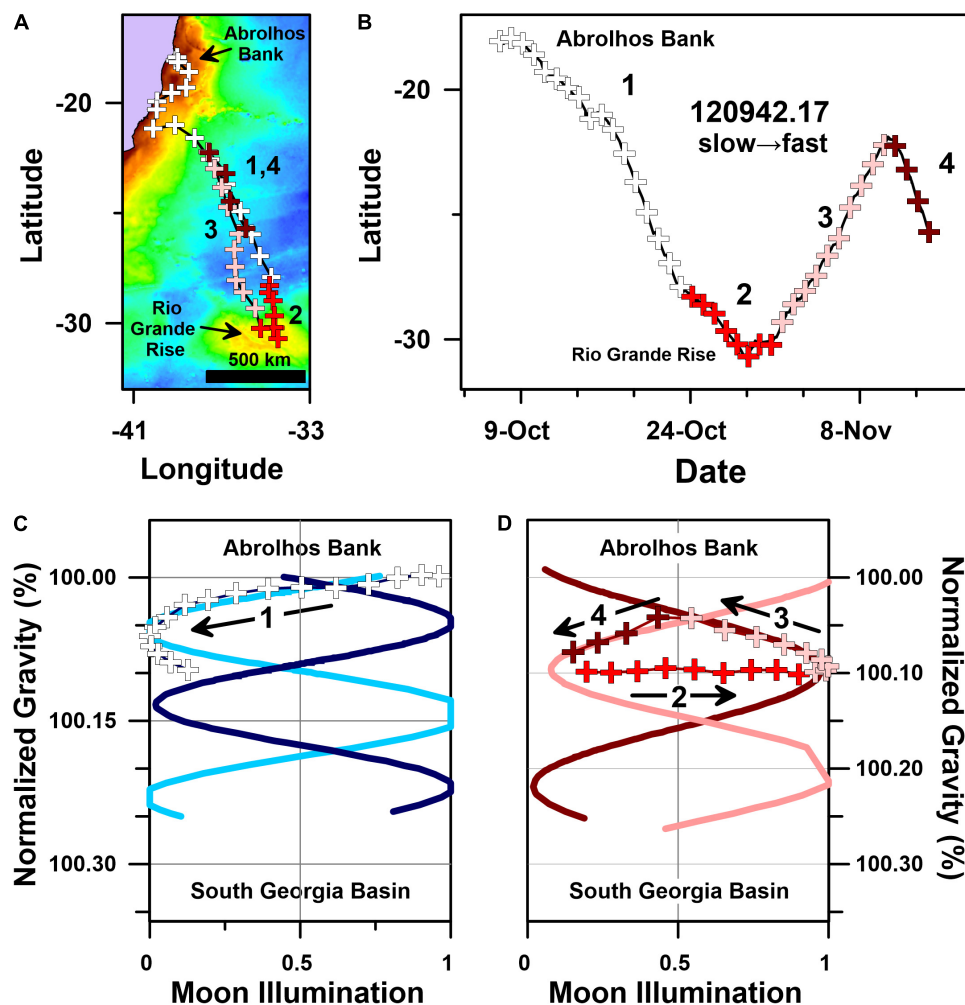 A
Abrolhos
Bank
1,4
3
2
Rio
Grande
Rise
500 km
-20
-25
-30
Latitude
-41
-33
Longitude
B
Abrolhos Bank
1
120942.17
slow→fast
4
3
2
Rio Grande Rise
-20
-30
Latitude
9-Oct
24-Oct
8-Nov
Date
C
Abrolhos Bank
1
South Georgia Basin
100.00
100.15
100.30
Normalized Gravity (%)
0
0.5
1
Moon Illumination
D
Abrolhos Bank
4
3
2
South Georgia Basin
100.00
100.10
100.20
100.30
Normalized Gravity (%)
0
0.5
1
Moon Illumination